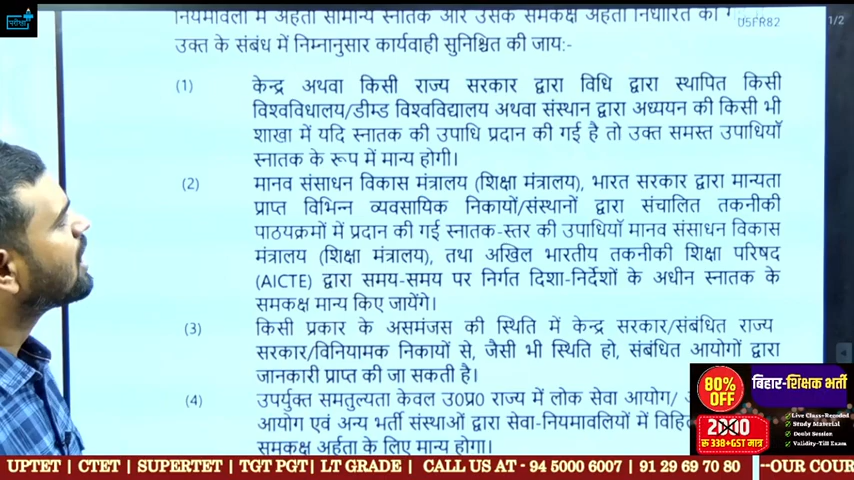 नियमावली में अर्हता सामान्य स्नातक और उसके समकक्ष अर्हता निर्धारित की
U5FR82
1/2
उक्त के संबंध में निम्नानुसार कार्यवाही सुनिश्चित की जाय:-
(1) केन्द्र अथवा किसी राज्य सरकार द्वारा विधि द्वारा स्थापित किसी
विश्वविधालय/डीम्ड विश्वविद्यालय अथवा संस्थान द्वारा अध्ययन की किसी भी
शाखा में यदि स्नातक की उपाधि प्रदान की गई है तो उक्त समस्त उपाधियाॅ
स्नातक के रूप में मान्य होगी।
(2) मानव संसाधन विकास मंत्रालय (शिक्षा मंत्रालय), भारत सरकार द्वारा मान्यता
प्राप्त विभिन्न व्यवसायिक निकायों/संस्थानों द्वारा संचालित तकनीकी
पाठयक्रमों में प्रदान की गई स्नातक-स्तर की उपाधियाॅ मानव संसाधन विकास
मंत्रालय (शिक्षा मंत्रालय), तथा अखिल भारतीय तकनीकी शिक्षा परिषद
(AICTE) द्वारा समय-समय पर निर्गत दिशा-निर्देशों के अधीन स्नातक के
समकक्ष मान्य किए जायेंगे।
(3) किसी प्रकार के असमंजस की स्थिति में केन्द्र सरकार/संबंधित राज्य
सरकार/विनियामक निकायों से, जैसी भी स्थिति हो, संबंधित आयोगों द्वारा
जानकारी प्राप्त की जा सकती है।
(4) उपर्युक्त समतुल्यता केवल उ0प्र0 राज्य में लोक सेवा आयोग/
आयोग एवं अन्य भर्ती संस्थाओं द्वारा सेवा-नियमावलियों में
समकक्ष अर्हता के लिए मान्य होगा।
परीक्षा
80% OFF
बिहार-शिक्षक भर्ती
रू 338+GST मात्र
Live Class+Recorded
Study Material
Doubt Session
Validity-Till Exam
UPTET | CTET | SUPERTET | TGT PGT| LT GRADE | CALL US AT - 94 5000 6007 | 91 29 69 70 80 --OUR COUR